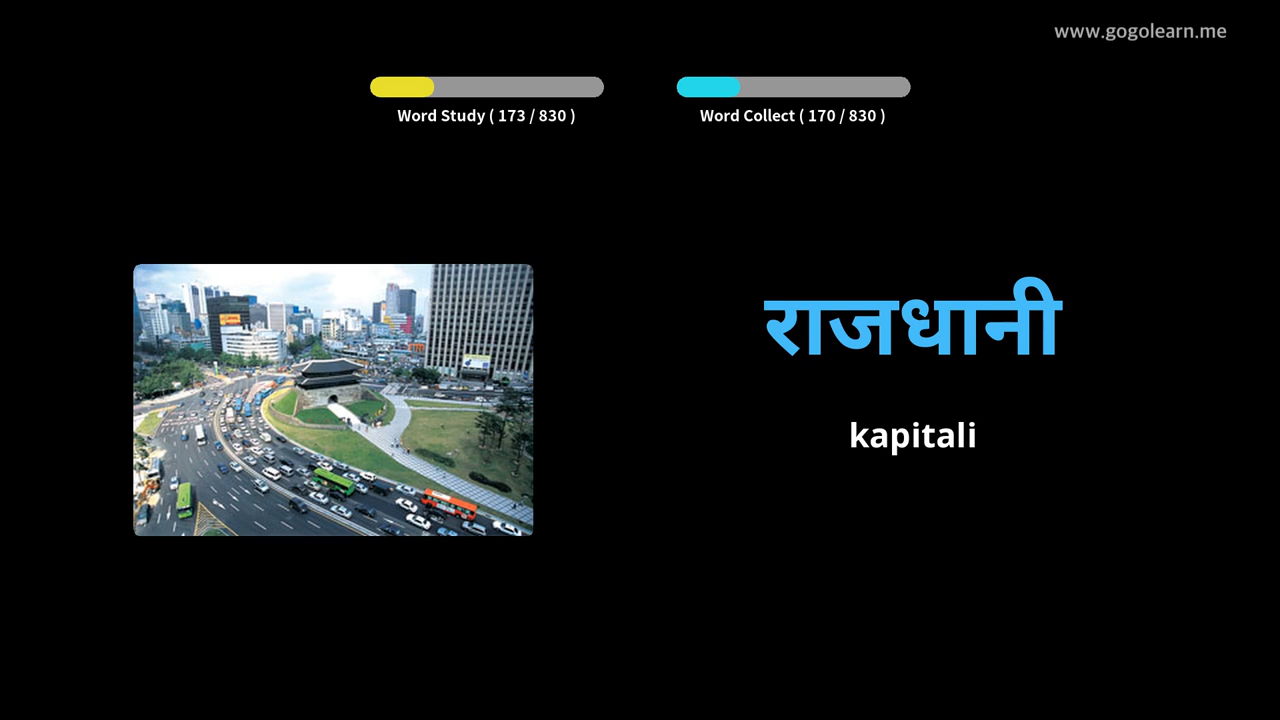 www.gogolearn.me
Word Study ( 173 / 830 )
Word Collect ( 170 / 830 )
राजधानी
kapitali